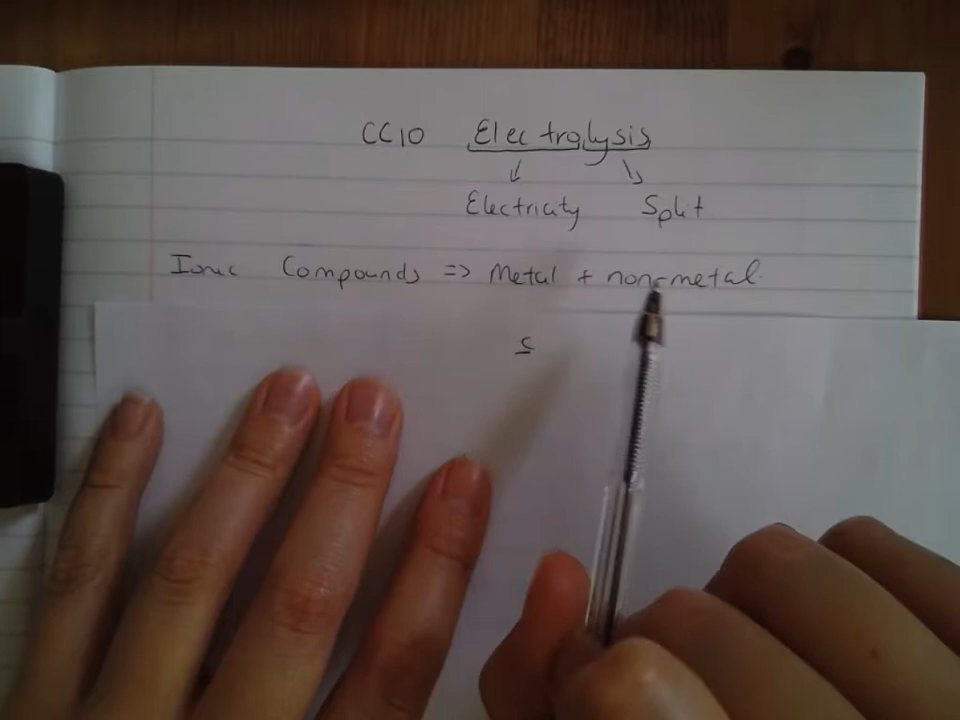 CC10 Electrolysis
Electricity Split
Ionic Compounds => Metal + non-metal